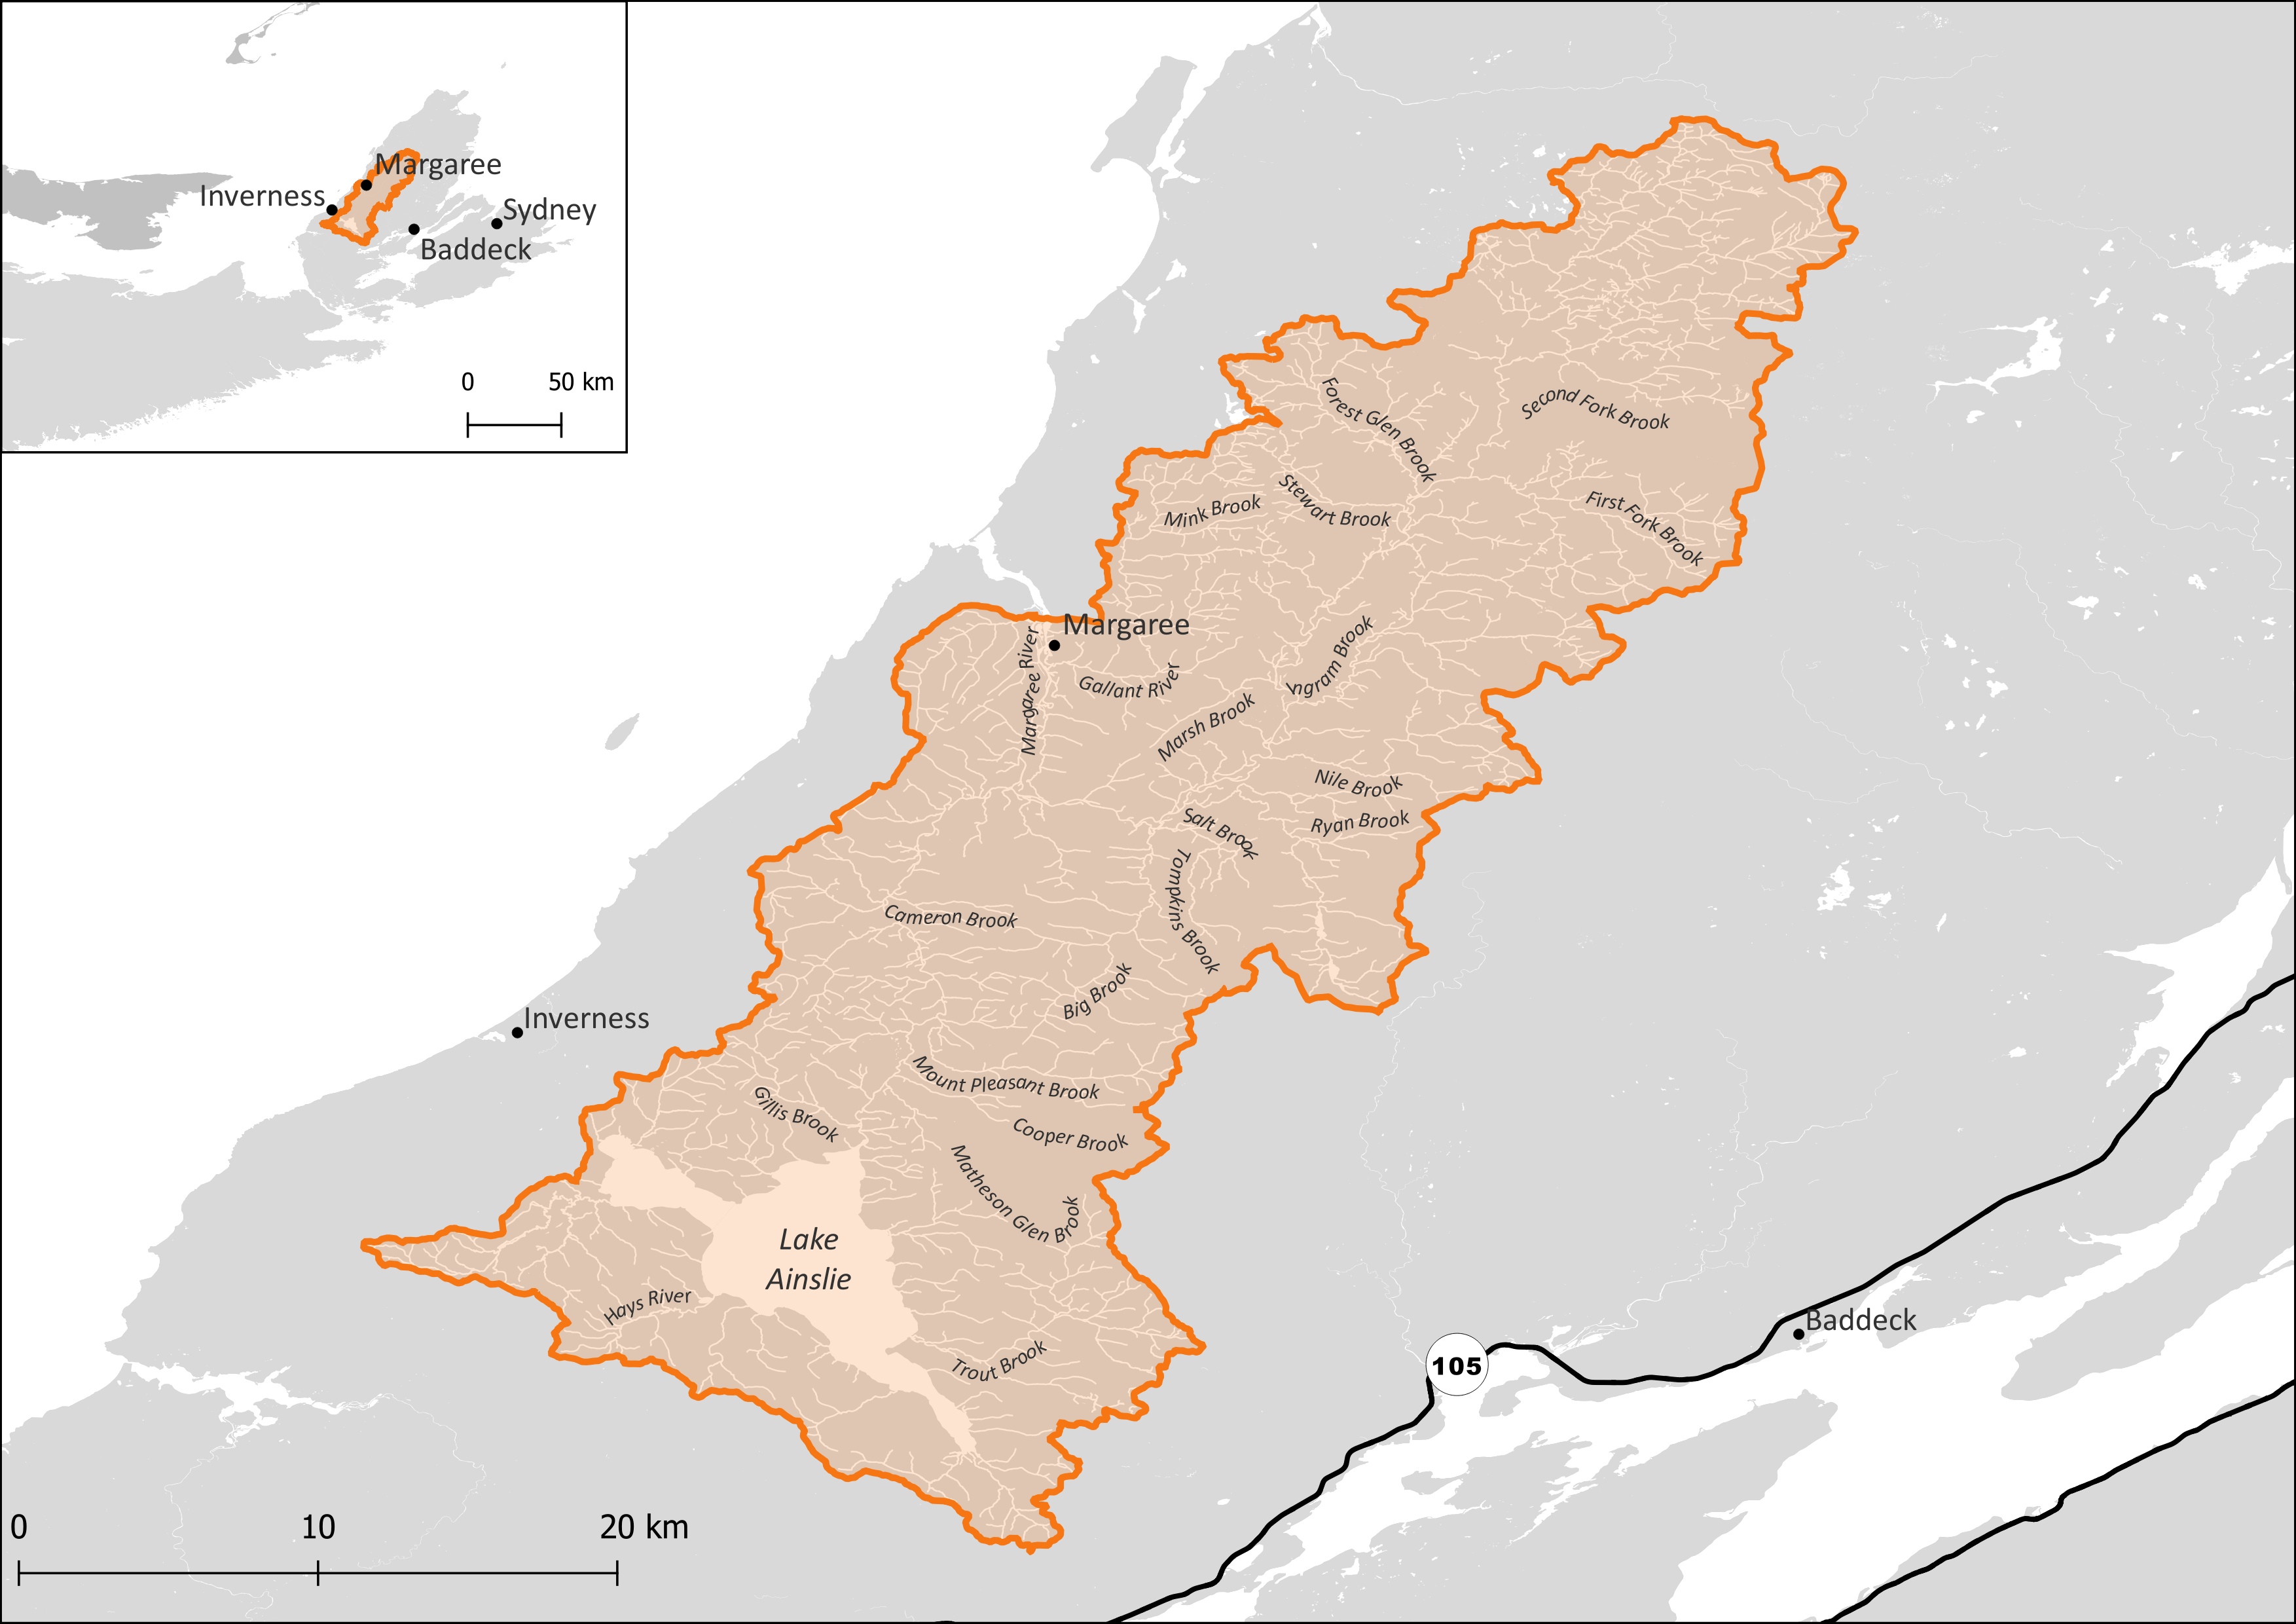 Margaree
Inverness
Sydney
Baddeck
0 50 km
Forest Glen Brook
Second Fork Brook
Stewart Brook
Mink Brook
First Fork Brook
Margaree
Margaree River
Gallant River
Ingram Brook
Marsh Brook
Nile Brook
Salt Brook
Ryan Brook
Tompkins Brook
Cameron Brook
Big Brook
Inverness
Mount Pleasant Brook
Gillis Brook
Cooper Brook
Matheson Glen Brook
Lake
Ainslie
Hays River
Trout Brook
Baddeck
105
0 10 20 km